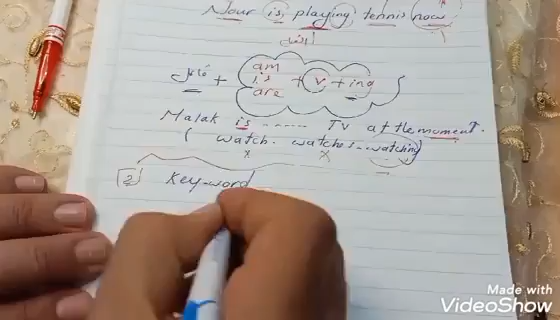 Nour is playing tennis now
فاعل + am is are + v + ing
Malak is ------ TV at the moment.
( watch - watches - watching )
2 Key-word
Made with
VideoShow